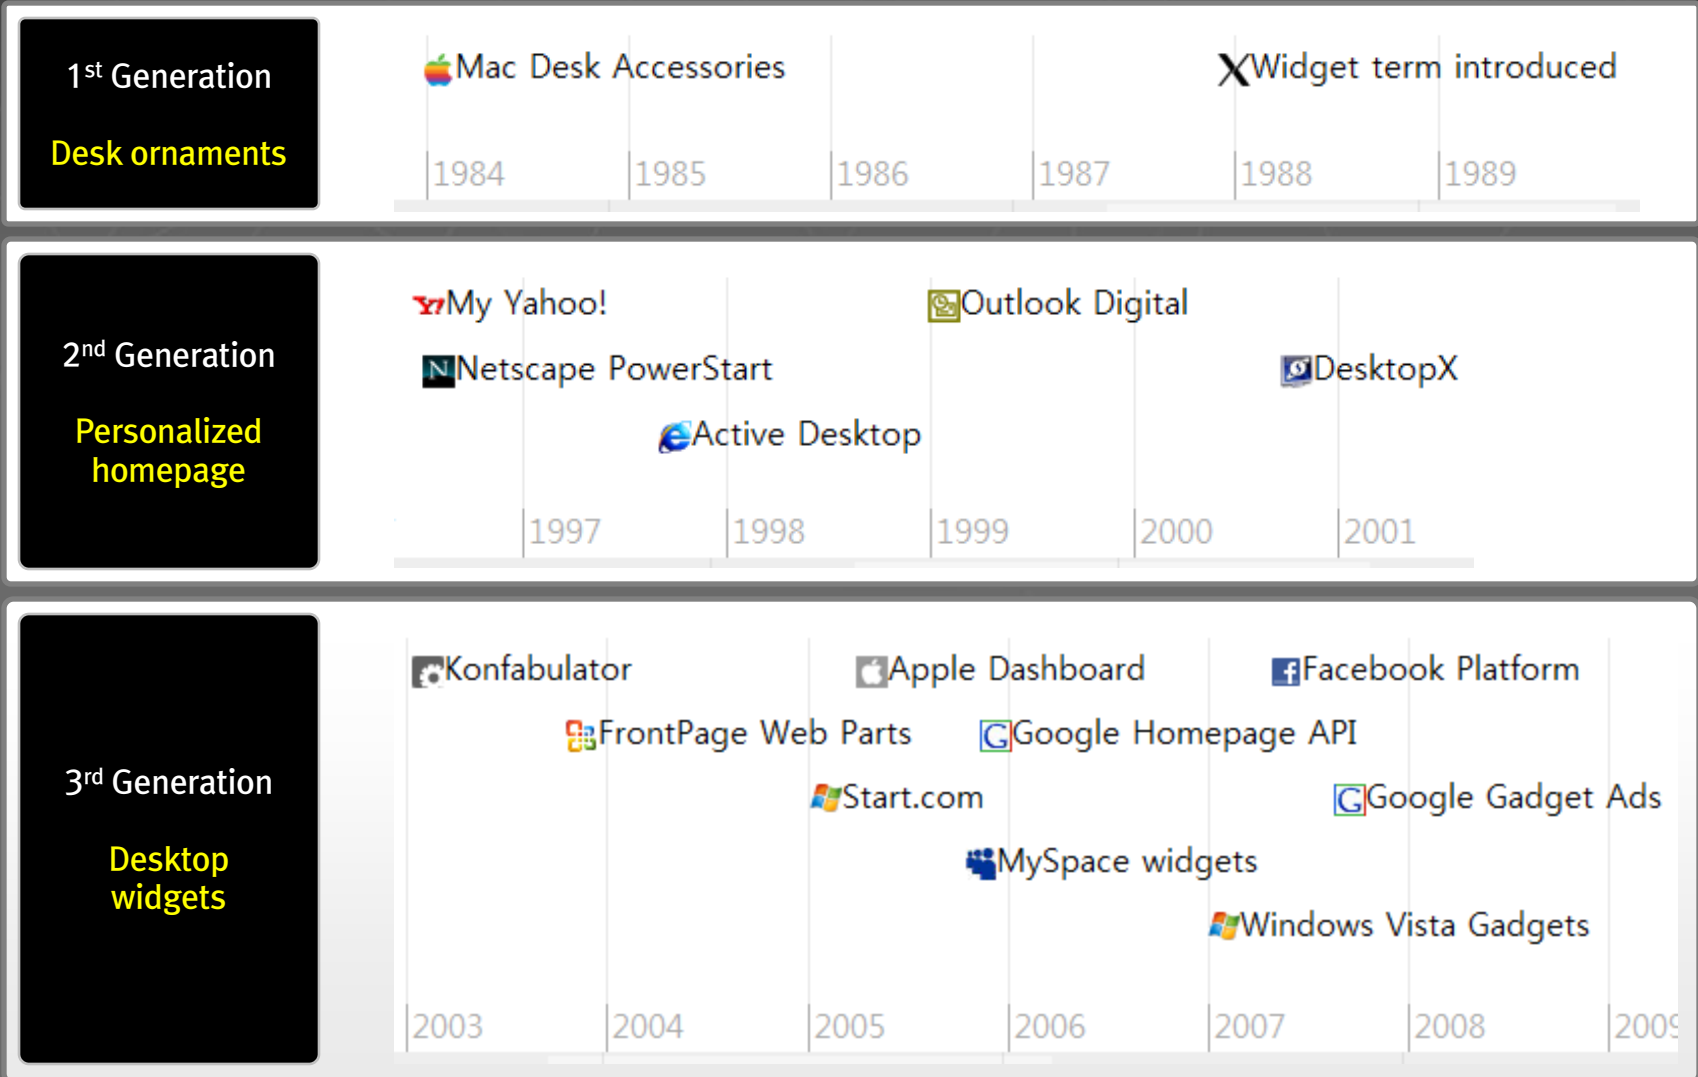 1st Generation
Desk ornaments
Mac Desk Accessories
XWidget term introduced
1984 1985 1986 1987 1988 1989
2nd Generation
Personalized
homepage
Y!My Yahoo! Outlook Digital
N Netscape PowerStart DesktopX
Active Desktop
1997 1998 1999 2000 2001
3rd Generation
Desktop
widgets
Konfabulator Apple Dashboard f Facebook Platform
FrontPage Web Parts G Google Homepage API
Start.com G Google Gadget Ads
MySpace widgets
Windows Vista Gadgets
2003 2004 2005 2006 2007 2008 2009